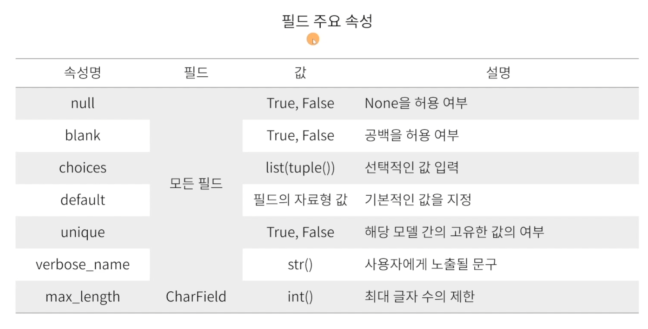 필드 주요 속성
속성명 필드 값 설명
null True, False None을 허용 여부
blank True, False 공백을 허용 여부
choices list(tuple()) 선택적인 값 입력
모든 필드
default 필드의 자료형 값 기본적인 값을 지정
unique True, False 해당 모델 간의 고유한 값의 여부
verbose_name str() 사용자에게 노출될 문구
max_length CharField int() 최대 글자 수의 제한